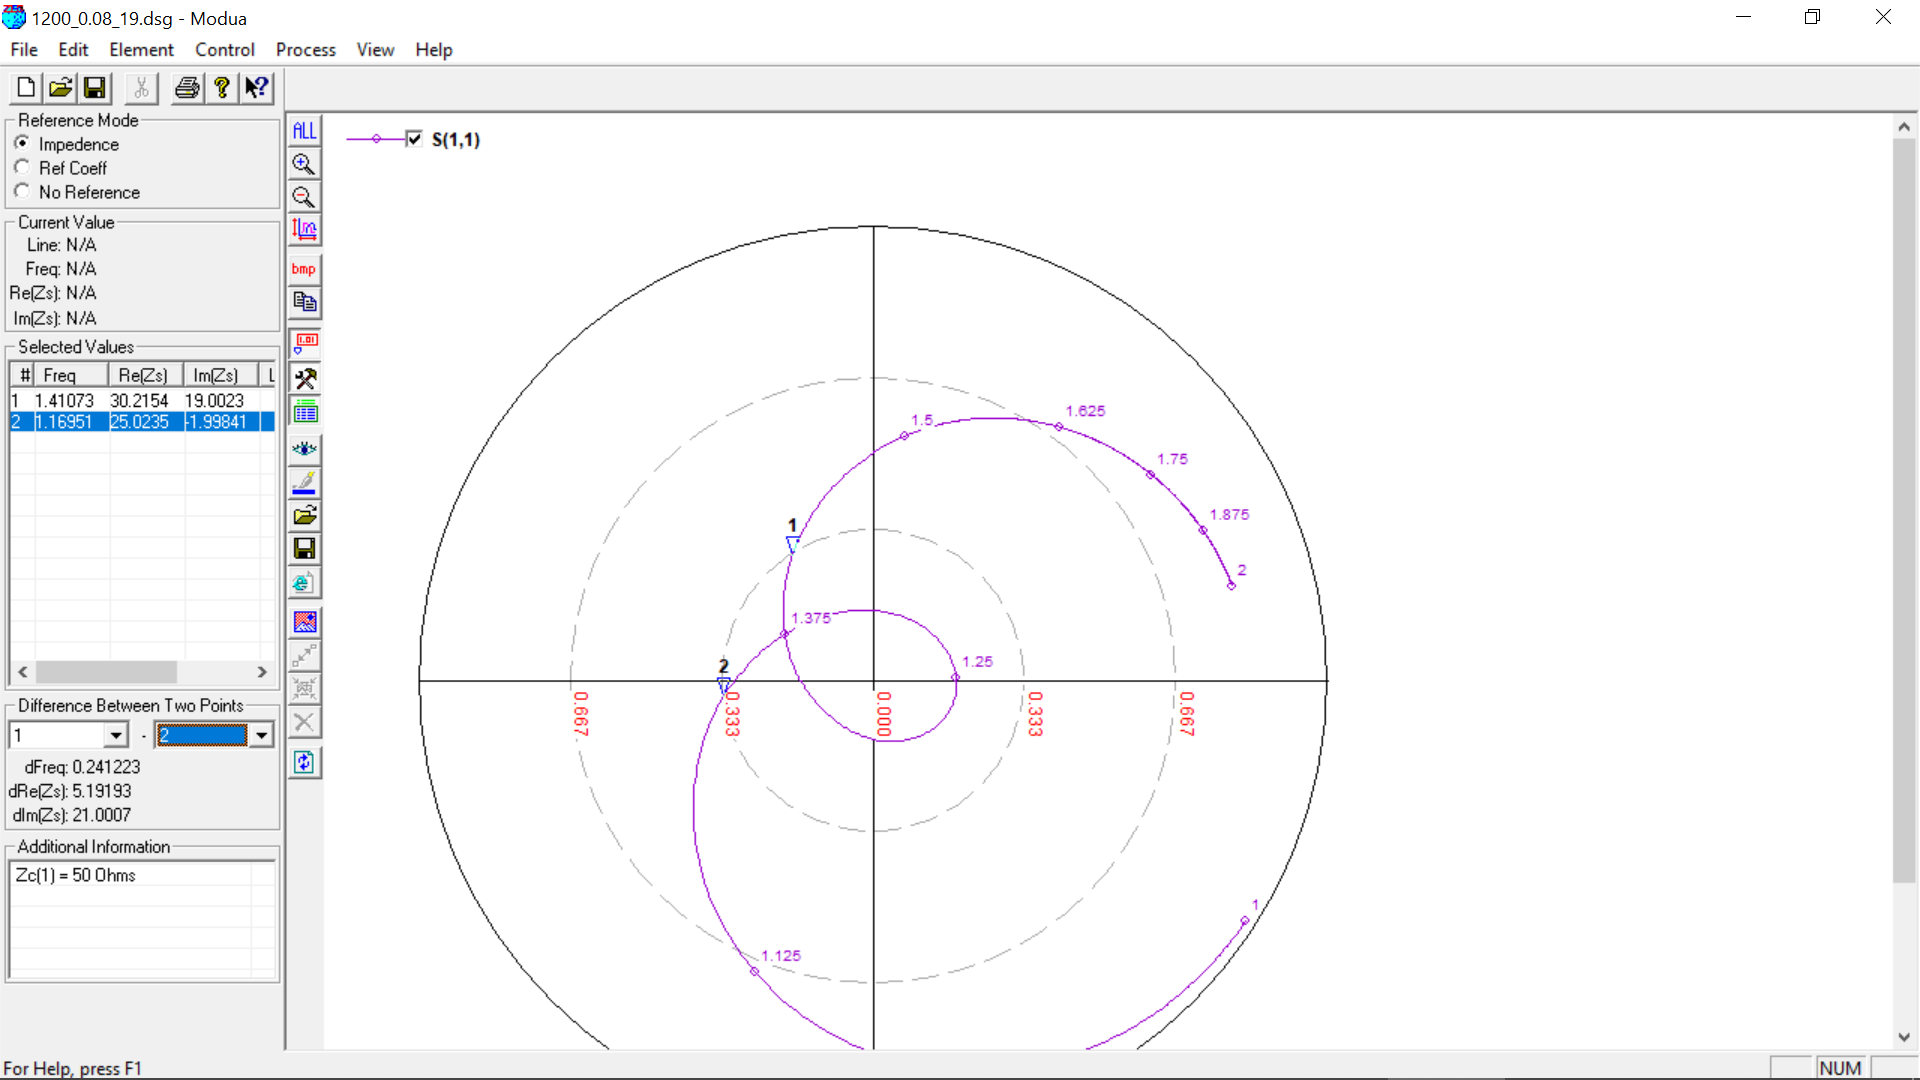 1200_0.08_19.dsg - Modua
File Edit Element Control Process View Help
Reference Mode
Impedence
Ref Coeff
No Reference
Current Value
Line: N/A
Freq: N/A
Re(Zs): N/A
Im(Zs): N/A
Selected Values
# Freq Re(Zs) Im(Zs) L
1 1.41073 30.2154 19.0023
2 1.16951 25.0235 -1.99841
Difference Between Two Points
1 - 2
dFreq: 0.241223
dRe(Zs): 5.19193
dIm(Zs): 21.0007
Additional Information
Zc(1) = 50 Ohms
ALL
bmp
1.01
S(1,1)
1.5
1.625
1.75
1.875
2
1
1.375
1.25
2
0.667
0.333
0.000
0.333
0.667
1.125
1
For Help, press F1
NUM